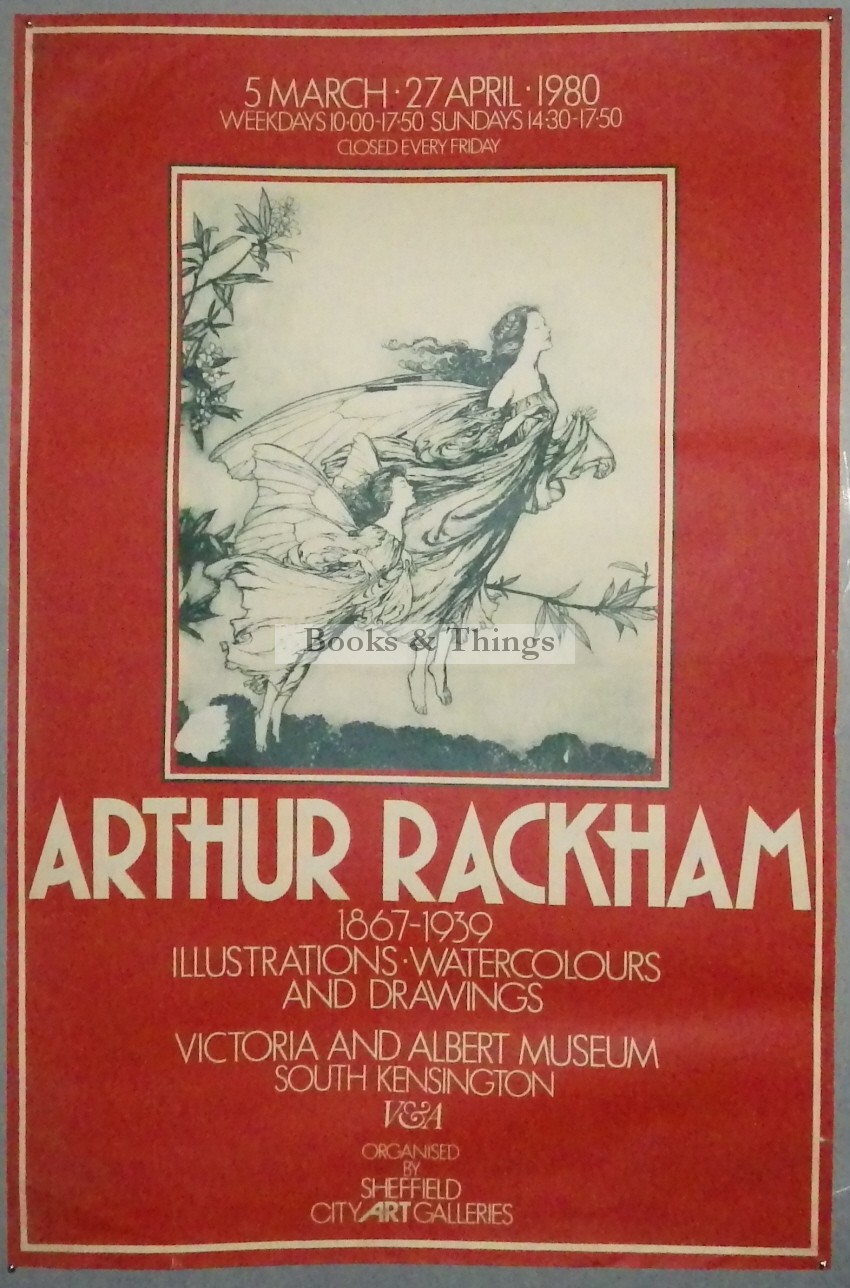 5 MARCH · 27 APRIL · 1980
WEEKDAYS 10·00-17·50 SUNDAYS 14·30-17·50
CLOSED EVERY FRIDAY
Books & Things
ARTHUR RACKHAM
1867-1939
ILLUSTRATIONS · WATERCOLOURS
AND DRAWINGS
VICTORIA AND ALBERT MUSEUM
SOUTH KENSINGTON
V&A
ORGANISED
BY
SHEFFIELD
CITY ART GALLERIES